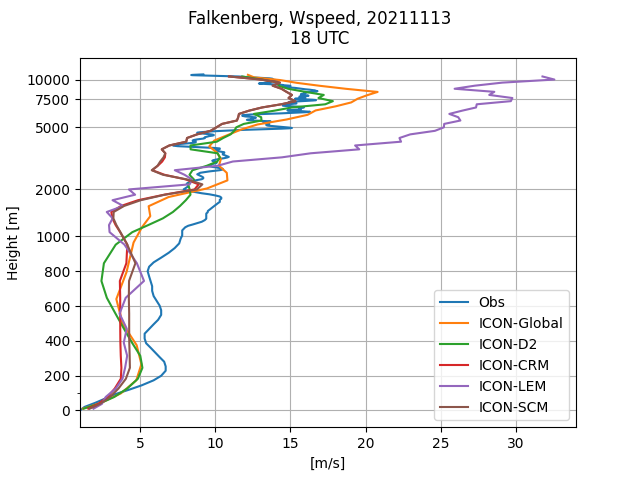 Falkenberg, Wspeed, 20211113
18 UTC
10000
7500
5000
2000
1000
800
600
400
200
0
Height [m]
5
10
15
20
25
30
[m/s]
Obs
ICON-Global
ICON-D2
ICON-CRM
ICON-LEM
ICON-SCM